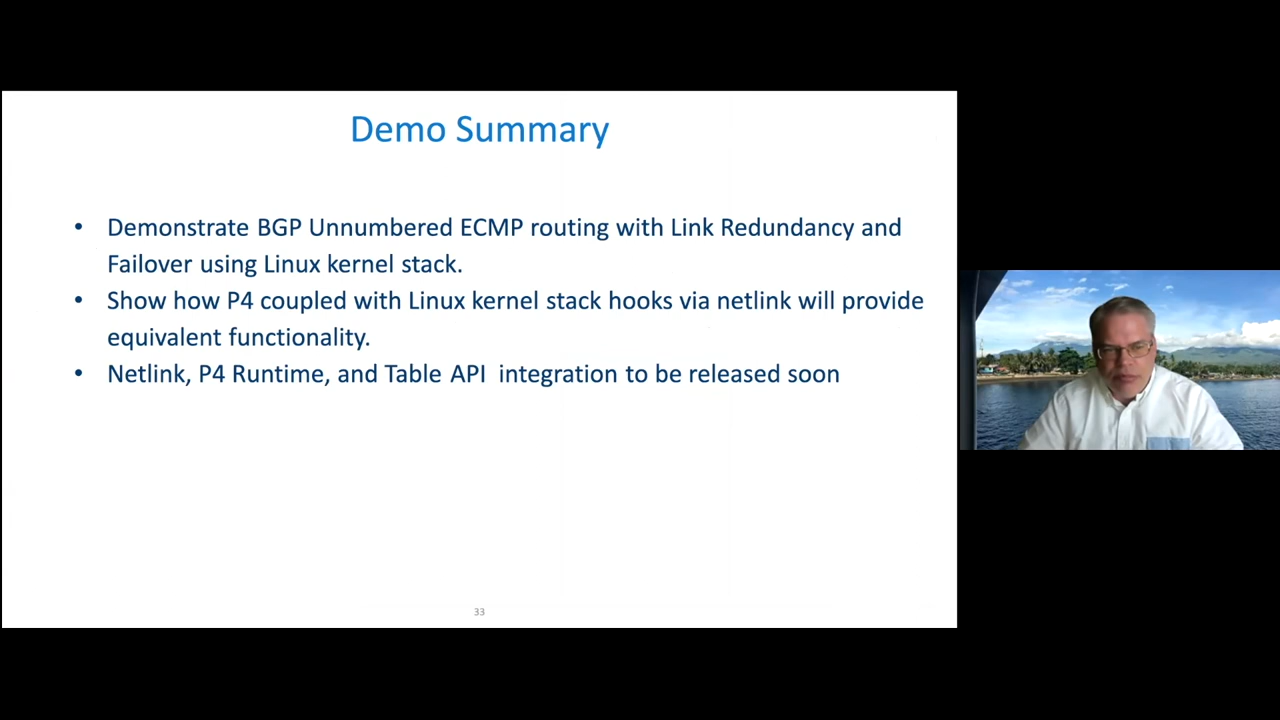 Demo Summary
• Demonstrate BGP Unnumbered ECMP routing with Link Redundancy and
Failover using Linux kernel stack.
• Show how P4 coupled with Linux kernel stack hooks via netlink will provide
equivalent functionality.
• Netlink, P4 Runtime, and Table API  integration to be released soon
33